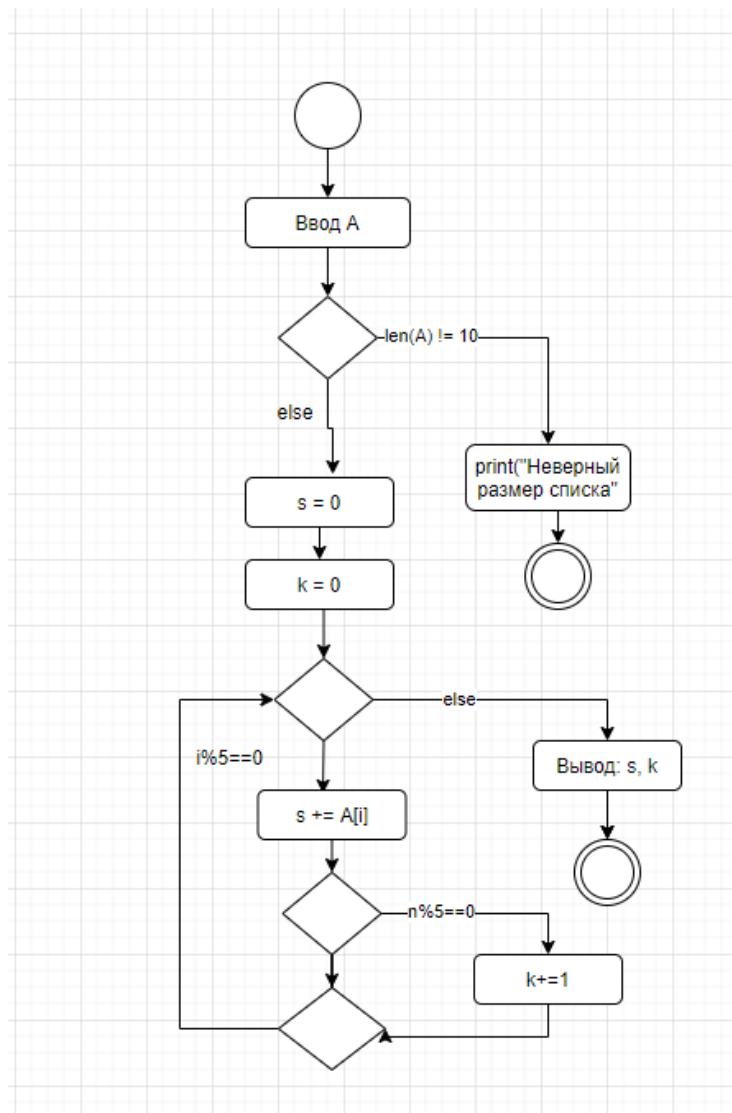 Ввод A
len(A) != 10
else
print("Неверный
размер списка"
s = 0
k = 0
else
i%5==0
Вывод: s, k
s += A[i]
n%5==0
k+=1